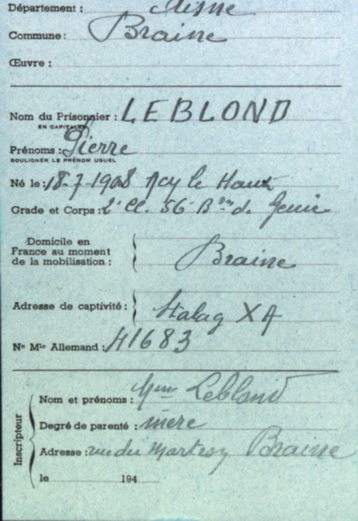 Département : Aisne
Commune : Braine
Œuvre :
Nom du Prisonnier : LEBLOND
EN CAPITALES
Prénoms : Pierre
SOULIGNER LE PRÉNOM USUEL
Né le : 18-7-1908 Acy le Haut
Grade et Corps : 2e Cl. 56 Bon d. Genie
Domicile en
France au moment
de la mobilisation :
Braine
Adresse de captivité : Stalag XA
No Mle Allemand : 41683
Inscripteur
Nom et prénoms : Mme Leblond
Degré de parenté : mère
Adresse : rue du Martroy Braine
le 194